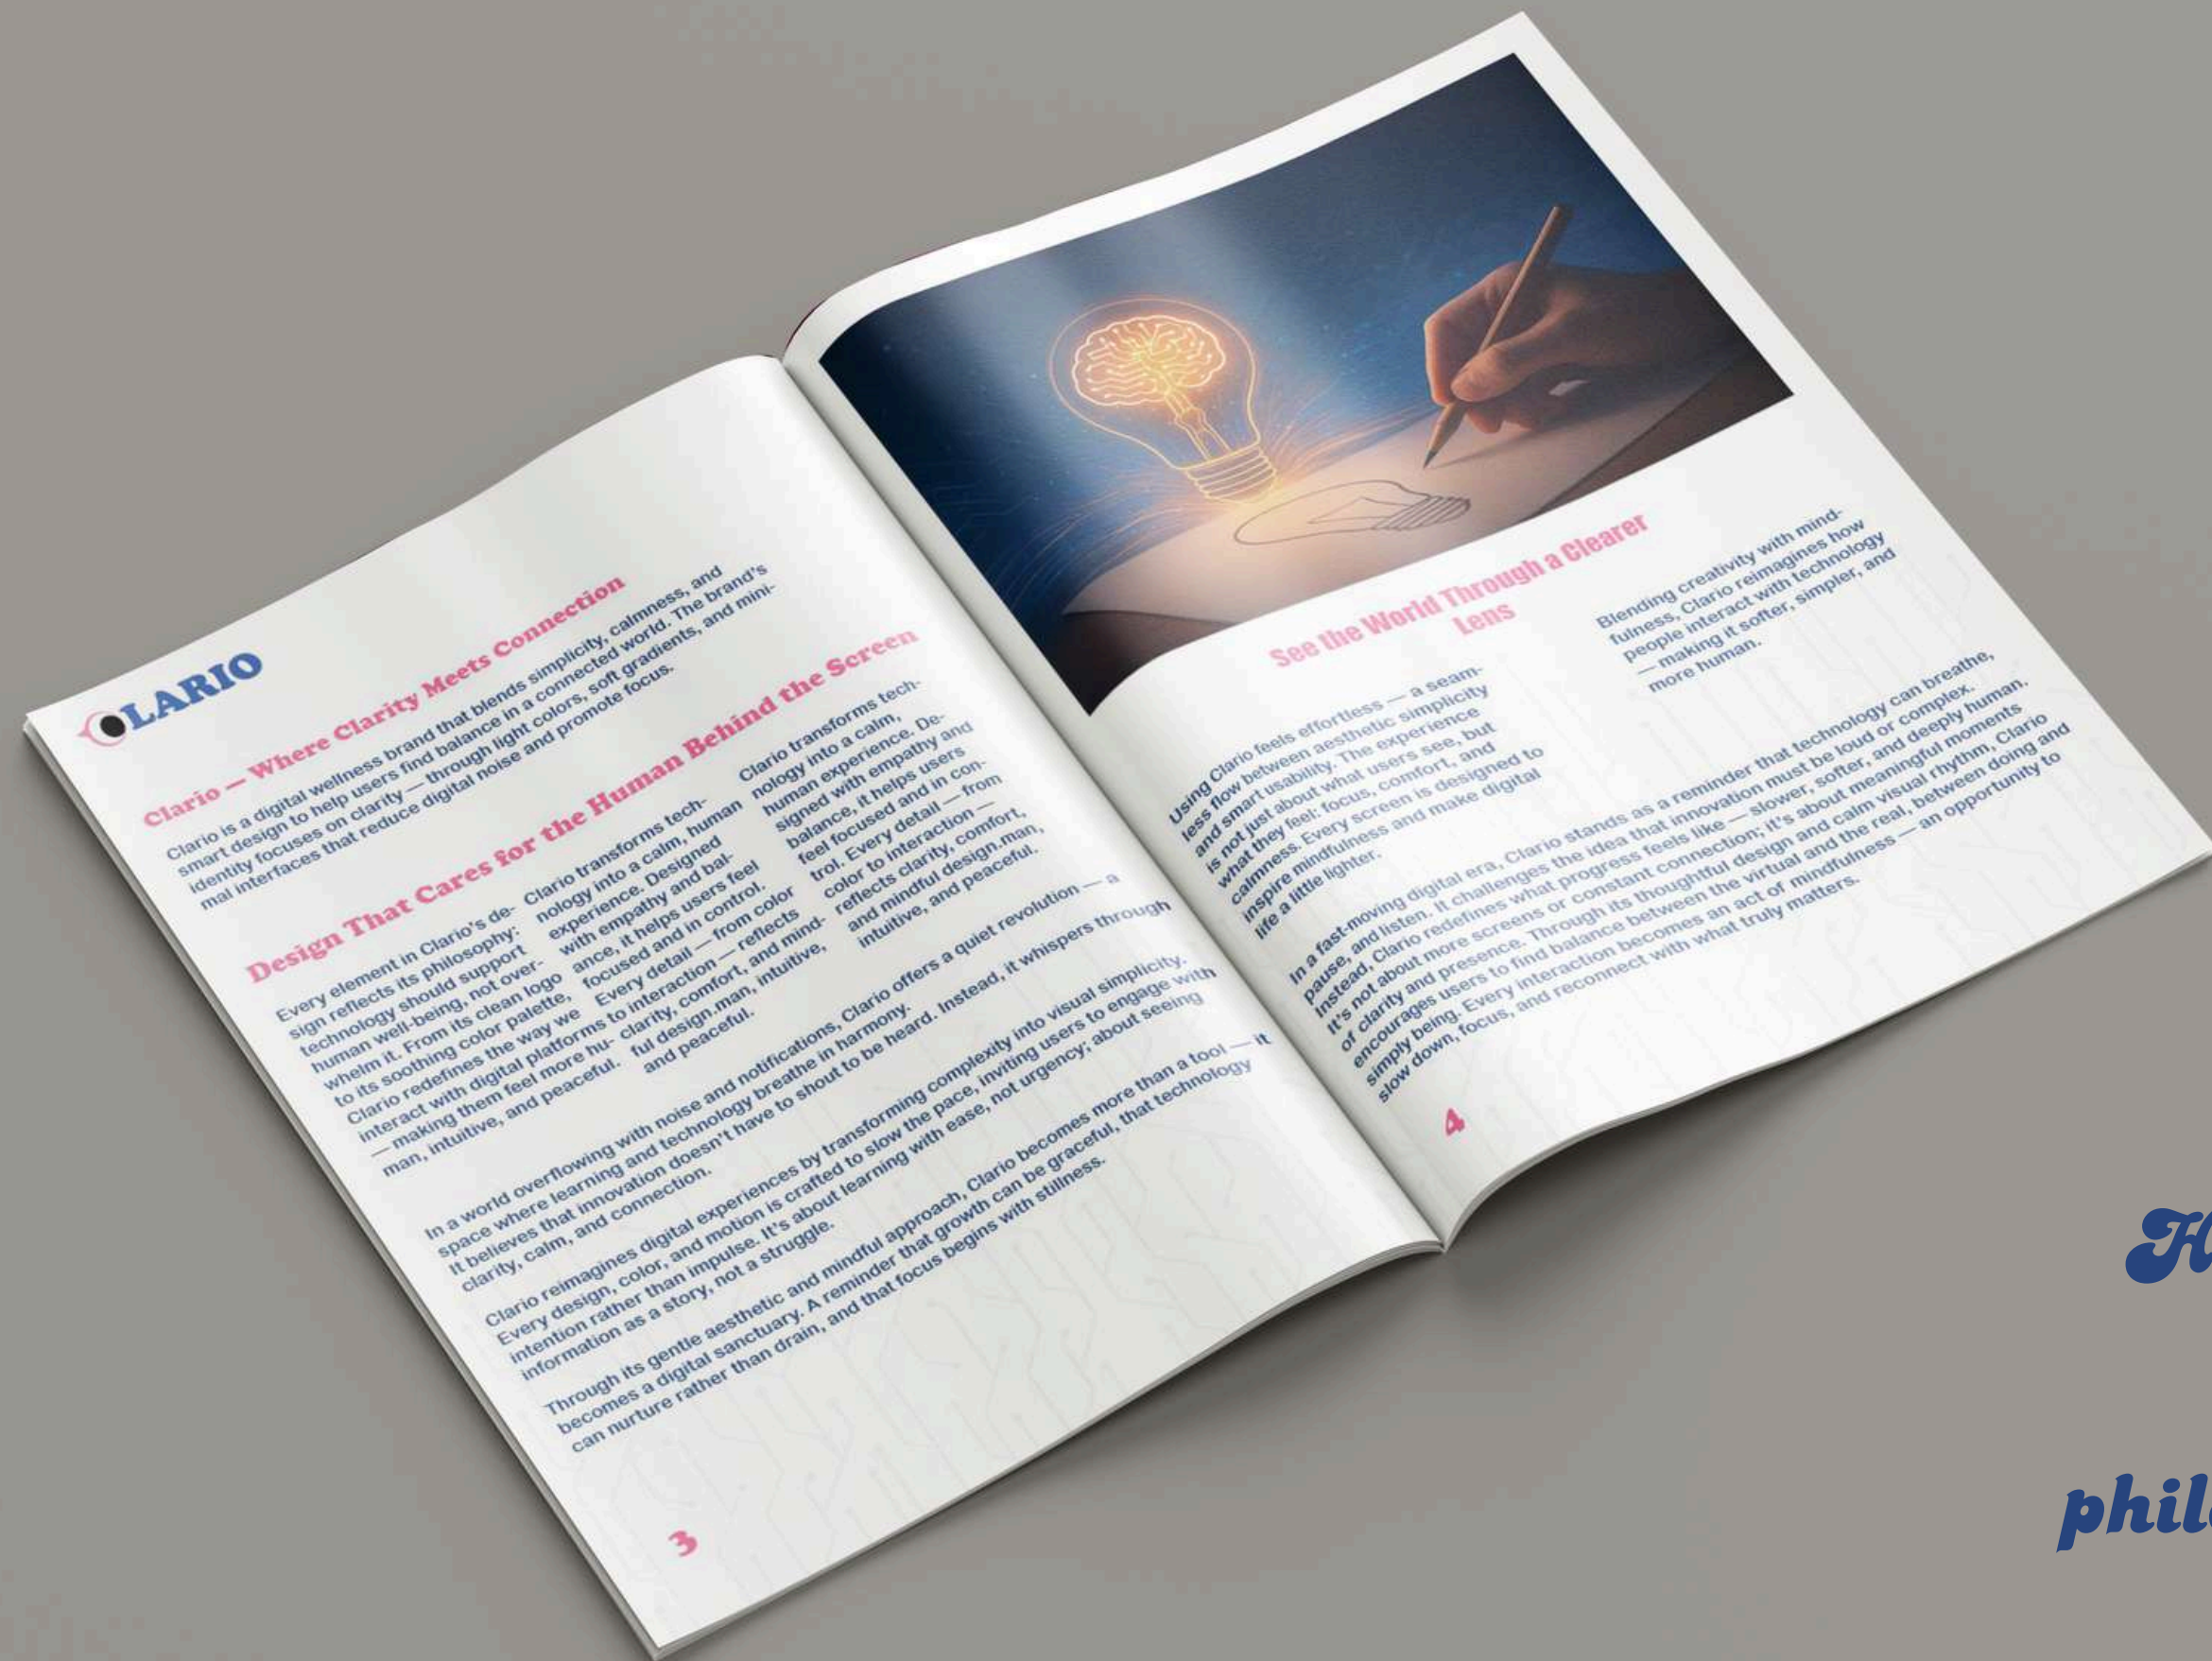 LARIO
Clario — Where Clarity Meets Connection
Clario is a digital wellness brand that blends simplicity, calmness, and
smart design to help users find balance in a connected world. The brand's
identity focuses on clarity — through light colors, soft gradients, and mini-
mal interfaces that reduce digital noise and promote focus.
Design That Cares for the Human Behind the Screen
Every element in Clario's de-
sign reflects its philosophy:
technology should support
human well-being, not over-
whelm it. From its clean logo
to its soothing color palette,
Clario redefines the way we
interact with digital platforms
— making them feel more hu-
man, intuitive, and peaceful.
Clario transforms tech-
nology into a calm, human
experience. Designed
with empathy and bal-
ance, it helps users feel
focused and in control.
Every detail — from color
to interaction — reflects
clarity, comfort, and mind-
ful design.man, intuitive,
and peaceful.
Clario transforms tech-
nology into a calm,
human experience. De-
signed with empathy and
balance, it helps users
feel focused and in con-
trol. Every detail — from
color to interaction —
reflects clarity, comfort,
and mindful design.man,
intuitive, and peaceful.
In a world overflowing with noise and notifications, Clario offers a quiet revolution — a
space where learning and technology breathe in harmony.
It believes that innovation doesn't have to shout to be heard. Instead, it whispers through
clarity, calm, and connection.
Clario reimagines digital experiences by transforming complexity into visual simplicity.
Every design, color, and motion is crafted to slow the pace, inviting users to engage with
intention rather than impulse. It's about learning with ease, not urgency; about seeing
information as a story, not a struggle.
Through its gentle aesthetic and mindful approach, Clario becomes more than a tool — it
becomes a digital sanctuary. A reminder that growth can be graceful, that technology
can nurture rather than drain, and that focus begins with stillness.
3
See the World Through a Clearer
Lens
Using Clario feels effortless — a seam-
less flow between aesthetic simplicity
and smart usability. The experience
is not just about what users see, but
what they feel: focus, comfort, and
calmness. Every screen is designed to
inspire mindfulness and make digital
life a little lighter.
Blending creativity with mind-
fulness, Clario reimagines how
people interact with technology
— making it softer, simpler, and
more human.
In a fast-moving digital era, Clario stands as a reminder that technology can breathe,
pause, and listen. It challenges the idea that innovation must be loud or complex.
Instead, Clario redefines what progress feels like — slower, softer, and deeply human.
It's not about more screens or constant connection; it's about meaningful moments
of clarity and presence. Through its thoughtful design and calm visual rhythm, Clario
encourages users to find balance between the virtual and the real, between doing and
simply being. Every interaction becomes an act of mindfulness — an opportunity to
slow down, focus, and reconnect with what truly matters.
4